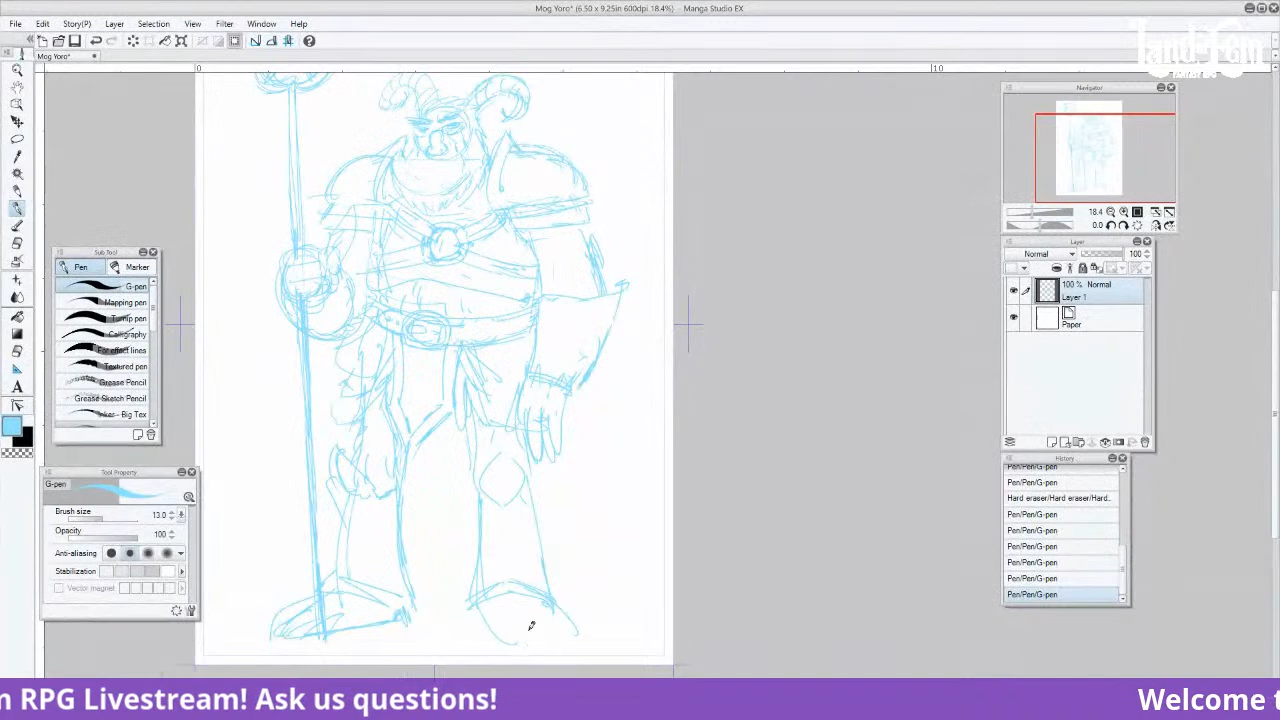 Mog Yoro* (6.50 x 9.25in 600dpi 18.4%) – Manga Studio EX
File Edit Story(P) Layer Selection View Filter Window Help
Mog Yoro*
0 10
Navigator
18.4
0.0
Layer
Normal 100
100 % Normal
Layer 1
Paper
History
Pen/Pen/G-pen
Pen/Pen/G-pen
Hard eraser/Hard eraser/Hard..
Pen/Pen/G-pen
Pen/Pen/G-pen
Pen/Pen/G-pen
Pen/Pen/G-pen
Pen/Pen/G-pen
Pen/Pen/G-pen
Sub Tool
Pen Marker
G-pen
Mapping pen
Turnip pen
Calligraphy
For effect lines
Textured pen
Grease Pencil
Grease Sketch Pencil
Inker - Big Tex
Tool Property
G-pen
Brush size 13.0
Opacity 100
Anti-aliasing
Stabilization
Vector magnet
n RPG Livestream! Ask us questions! Welcome t